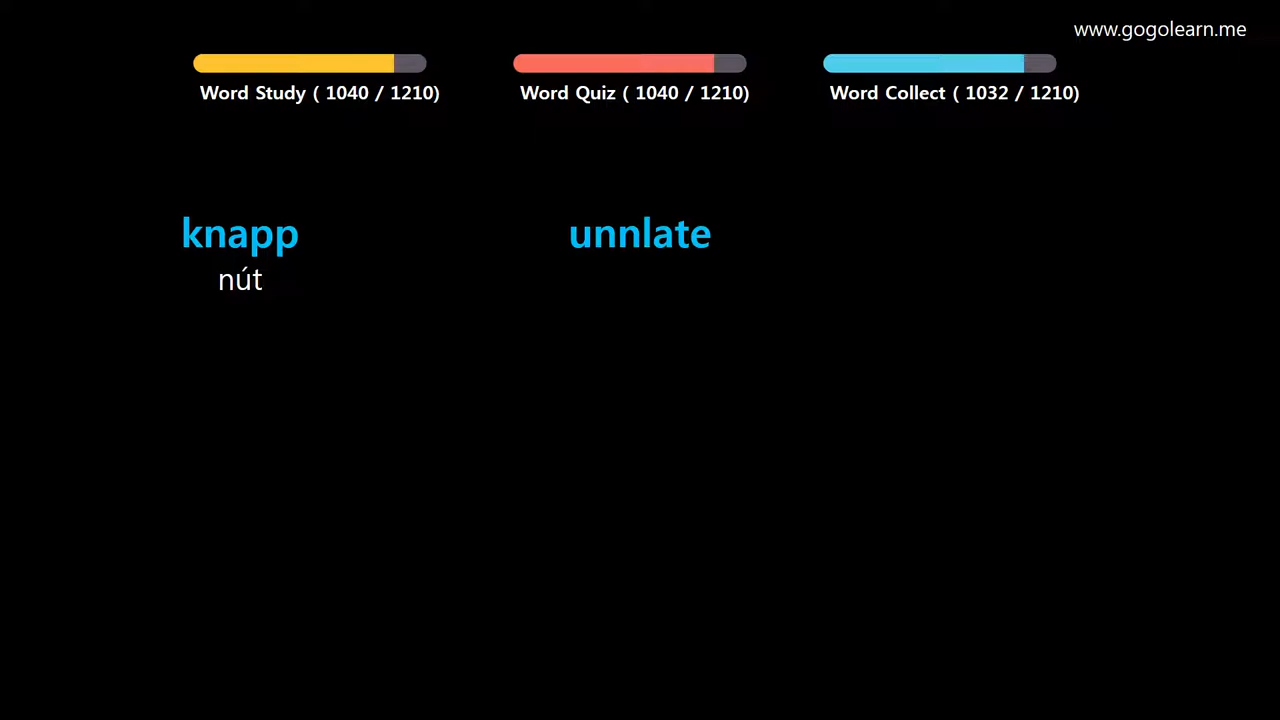 www.gogolearn.me
Word Study ( 1040 / 1210)
Word Quiz ( 1040 / 1210)
Word Collect ( 1032 / 1210)
knapp
nút
unnlate